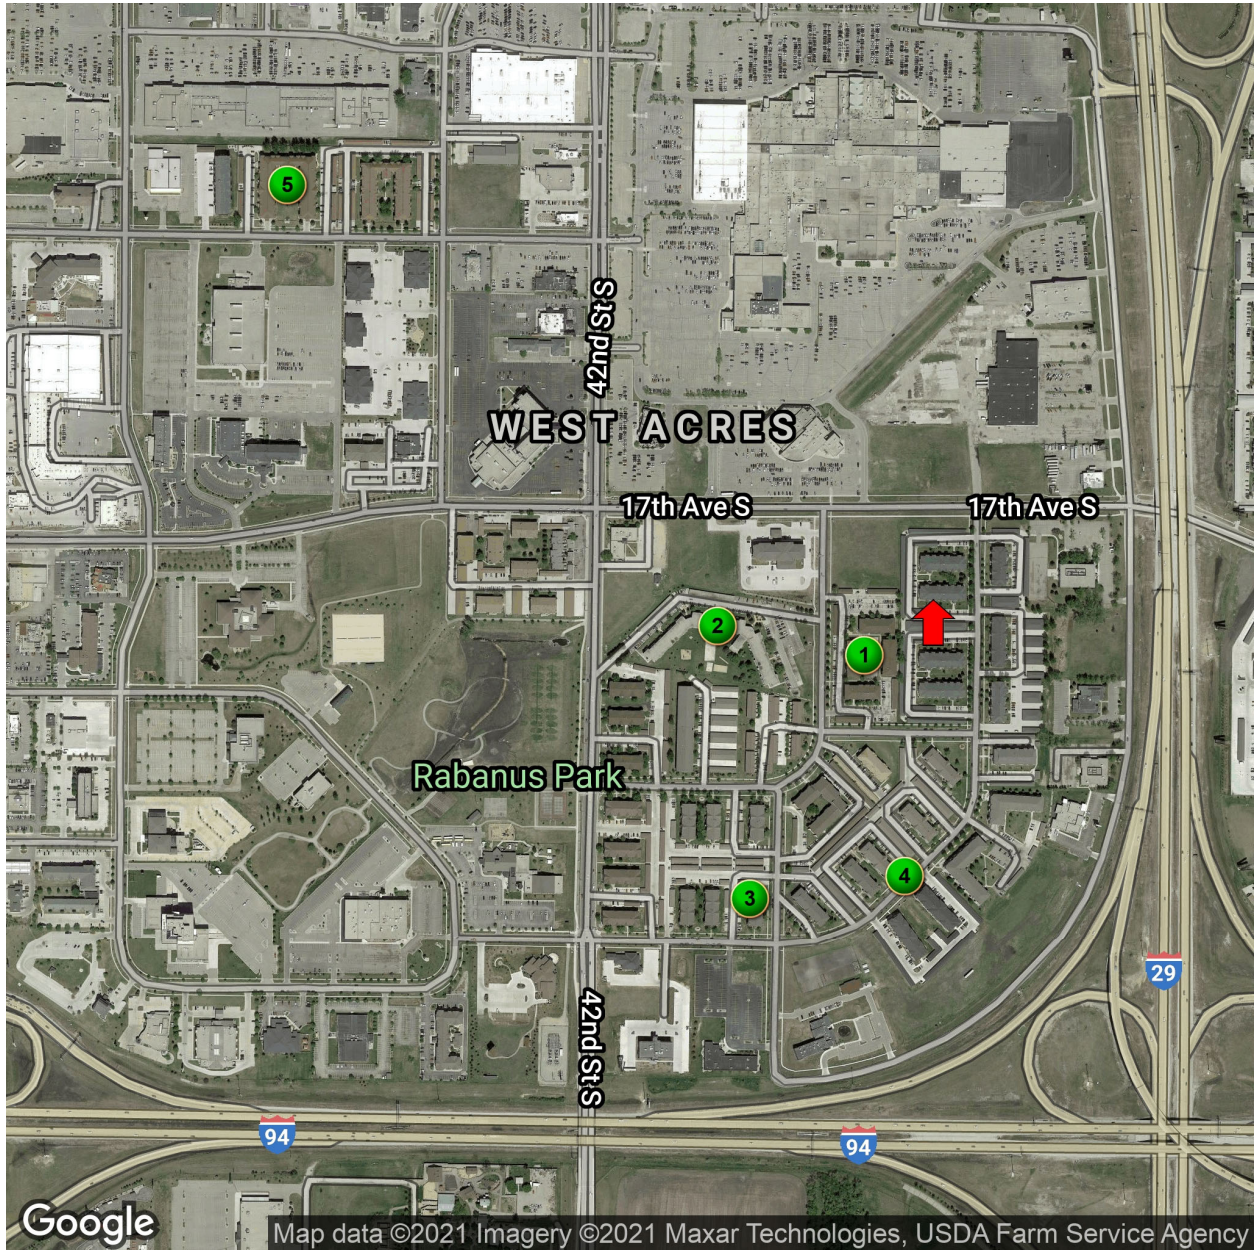 5
42nd St S
WEST ACRES
17th Ave S
17th Ave S
2
1
Rabanus Park
4
3
29
42nd St S
94
94
Google
Map data ©2021 Imagery ©2021 Maxar Technologies, USDA Farm Service Agency